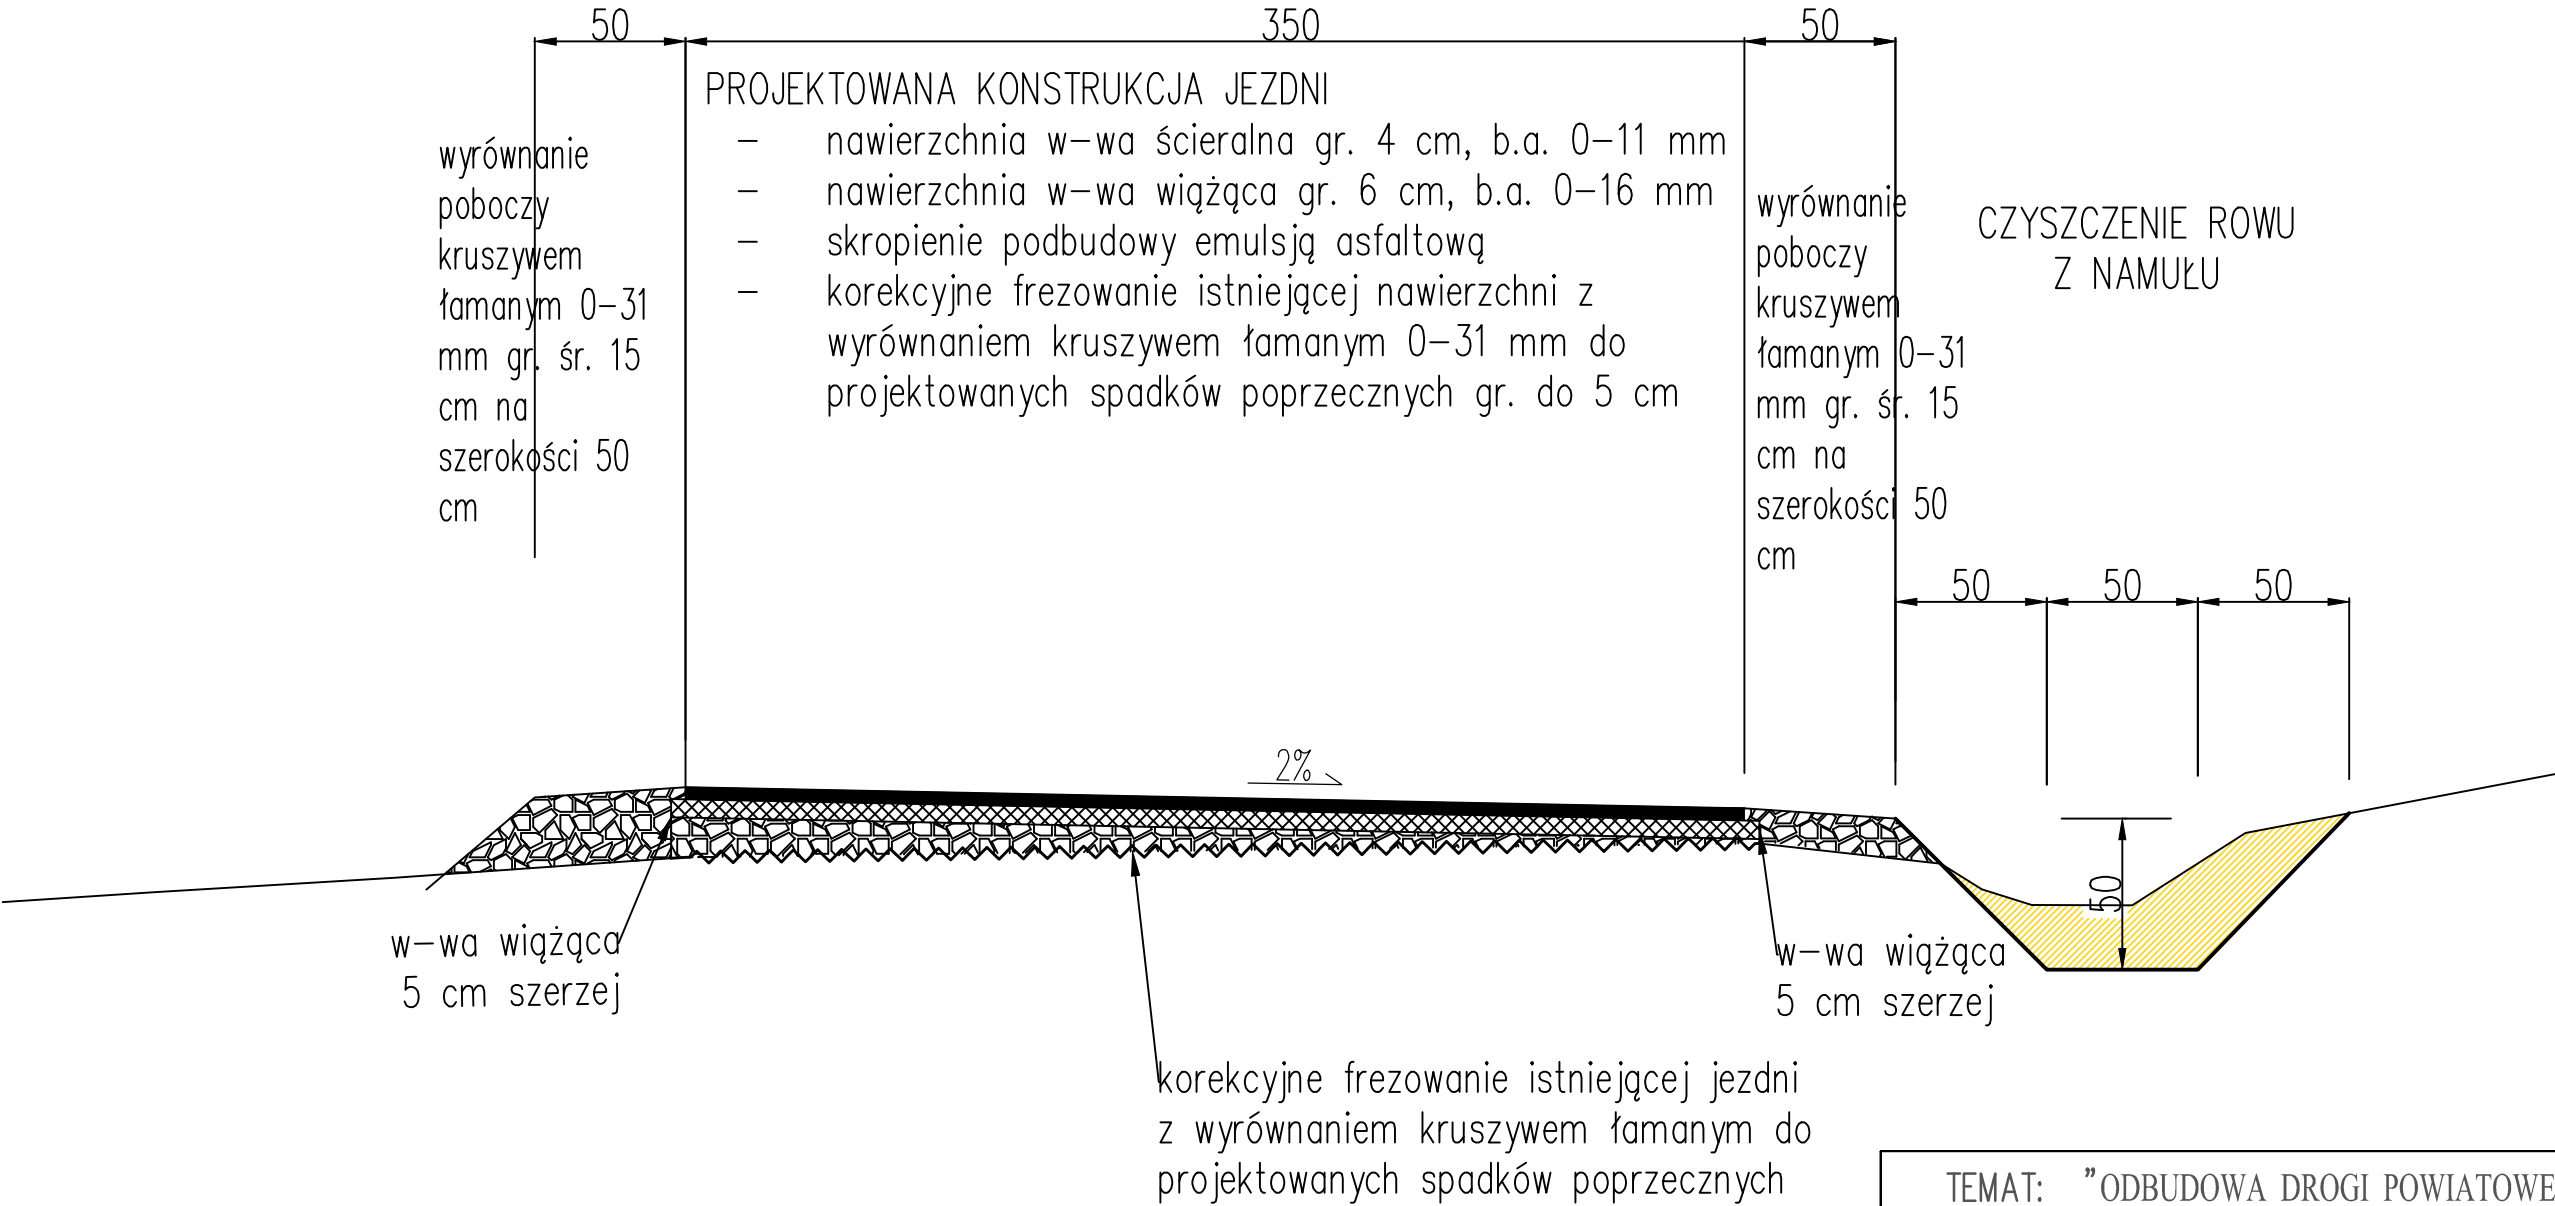 50
350
50
PROJEKTOWANA KONSTRUKCJA JEZDNI
– nawierzchnia w–wa ścieralna gr. 4 cm, b.a. 0–11 mm
– nawierzchnia w–wa wiążąca gr. 6 cm, b.a. 0–16 mm
– skropienie podbudowy emulsją asfaltową
– korekcyjne frezowanie istniejącej nawierzchni z
wyrównaniem kruszywem łamanym 0–31 mm do
projektowanych spadków poprzecznych gr. do 5 cm
wyrównanie
poboczy
kruszywem
łamanym 0–31
mm gr. śr. 15
cm na
szerokości 50
cm
wyrównanie
poboczy
kruszywem
łamanym 0–31
mm gr. śr. 15
cm na
szerokości 50
cm
CZYSZCZENIE ROWU
Z NAMUŁU
50
50
50
2%
50
w–wa wiążąca
5 cm szerzej
w–wa wiążąca
5 cm szerzej
korekcyjne frezowanie istniejącej jezdni
z wyrównaniem kruszywem łamanym do
projektowanych spadków poprzecznych
TEMAT: "ODBUDOWA DROGI POWIATOWE